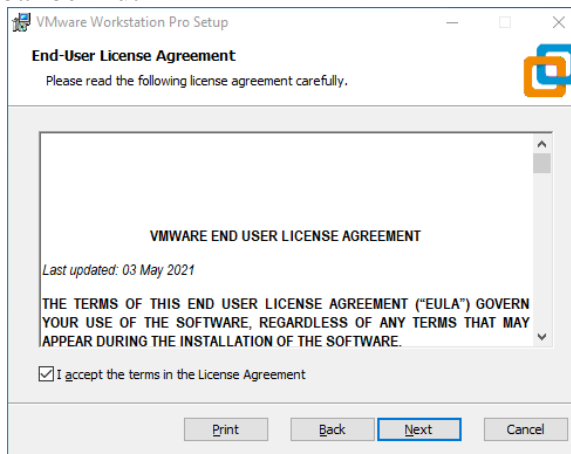 VMware Workstation Pro Setup
End-User License Agreement
Please read the following license agreement carefully.
VMWARE END USER LICENSE AGREEMENT
Last updated: 03 May 2021
THE TERMS OF THIS END USER LICENSE AGREEMENT (“EULA”) GOVERN
YOUR USE OF THE SOFTWARE, REGARDLESS OF ANY TERMS THAT MAY
APPEAR DURING THE INSTALLATION OF THE SOFTWARE.
I accept the terms in the License Agreement
Print Back Next Cancel